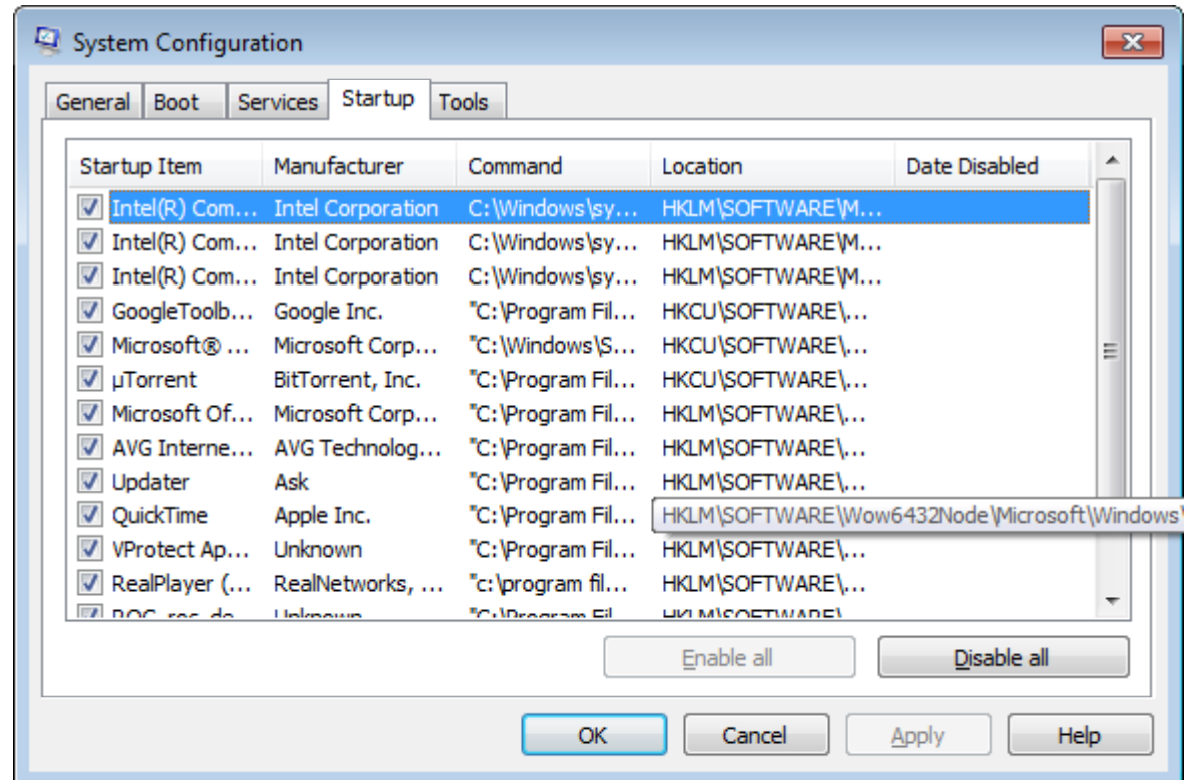 System Configuration
General Boot Services Startup Tools
Startup Item Manufacturer Command Location Date Disabled
Intel(R) Com... Intel Corporation C:\Windows\sy... HKLM\SOFTWARE\M...
Intel(R) Com... Intel Corporation C:\Windows\sy... HKLM\SOFTWARE\M...
Intel(R) Com... Intel Corporation C:\Windows\sy... HKLM\SOFTWARE\M...
GoogleToolb... Google Inc. "C:\Program Fil... HKCU\SOFTWARE\...
Microsoft® ... Microsoft Corp... "C:\Windows\S... HKCU\SOFTWARE\...
µTorrent BitTorrent, Inc. "C:\Program Fil... HKCU\SOFTWARE\...
Microsoft Of... Microsoft Corp... "C:\Program Fil... HKLM\SOFTWARE\...
AVG Interne... AVG Technolog... "C:\Program Fil... HKLM\SOFTWARE\...
Updater Ask "C:\Program Fil... HKLM\SOFTWARE\...
QuickTime Apple Inc. "C:\Program Fil... HKLM\SOFTWARE\Wow6432Node\Microsoft\Windows\
VProtect Ap... Unknown "C:\Program Fil... HKLM\SOFTWARE\...
RealPlayer (... RealNetworks, ... "c:\program fil... HKLM\SOFTWARE\...
Unknown "C:\Program Fil... HKLM\SOFTWARE\...
Enable all Disable all
OK Cancel Apply Help